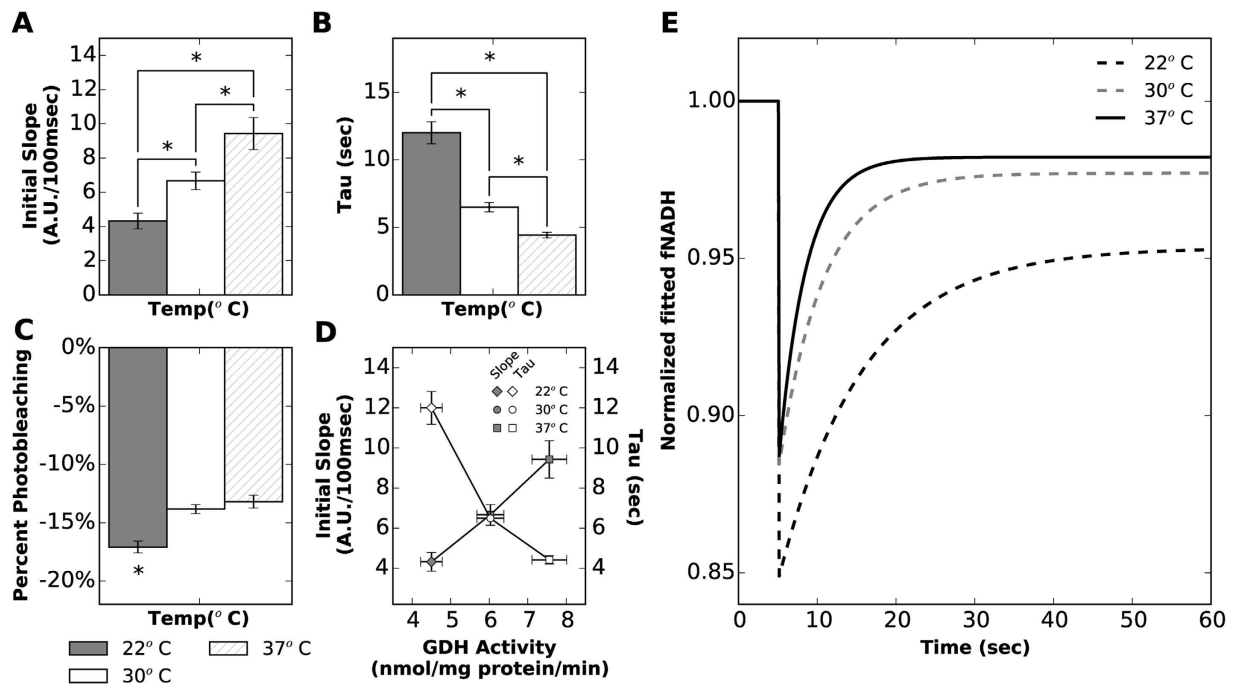 A
14
12
10
8
6
4
2
0
Initial Slope
(A.U./100msec)
*
*
*
Temp(° C)
B
15
10
5
0
Tau (sec)
*
*
*
Temp(° C)
C
0%
-5%
-10%
-15%
-20%
Percent Photobleaching
*
Temp(° C)
22° C
37° C
30° C
D
Slope
Tau
22° C
30° C
37° C
14
12
10
8
6
4
Initial Slope
(A.U./100msec)
14
12
10
8
6
4
Tau (sec)
4 5 6 7 8
GDH Activity
(nmol/mg protein/min)
E
22° C
30° C
37° C
1.00
0.95
0.90
0.85
Normalized fitted fNADH
0 10 20 30 40 50 60
Time (sec)